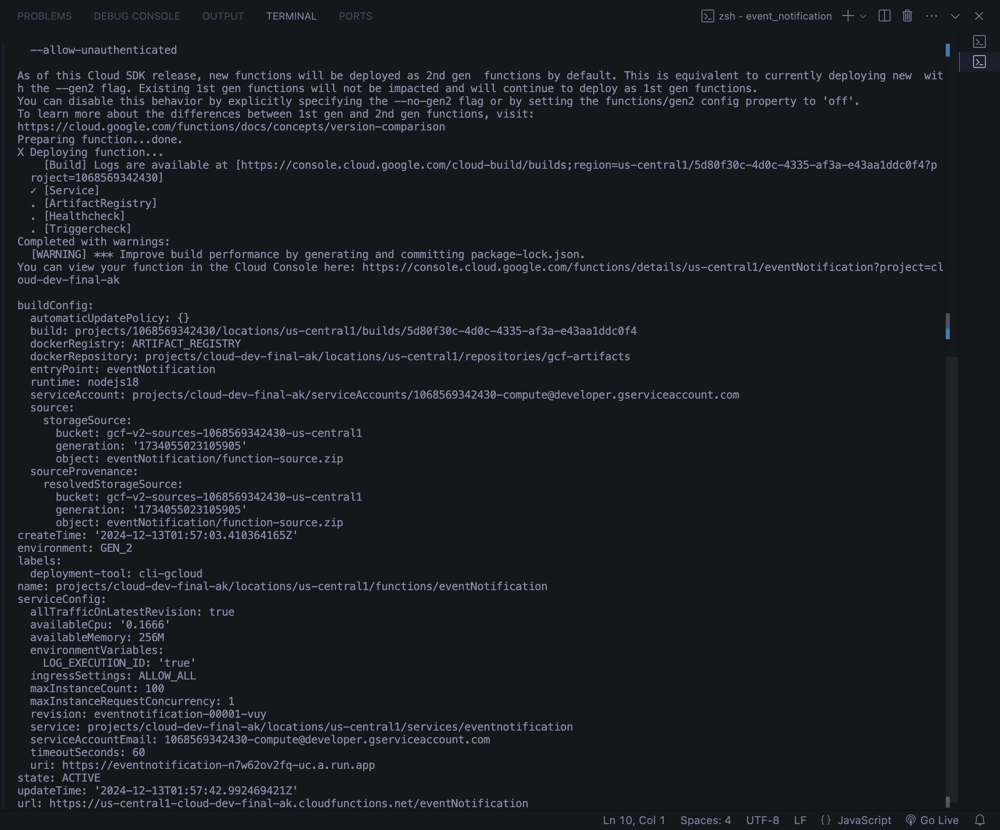 PROBLEMS DEBUG CONSOLE OUTPUT TERMINAL PORTS zsh - event_notification
--allow-unauthenticated
As of this Cloud SDK release, new functions will be deployed as 2nd gen  functions by default. This is equivalent to currently deploying new  wit
h the --gen2 flag. Existing 1st gen functions will not be impacted and will continue to deploy as 1st gen functions.
You can disable this behavior by explicitly specifying the --no-gen2 flag or by setting the functions/gen2 config property to 'off'.
To learn more about the differences between 1st gen and 2nd gen functions, visit:
https://cloud.google.com/functions/docs/concepts/version-comparison
Preparing function...done.
X Deploying function...
[Build] Logs are available at [https://console.cloud.google.com/cloud-build/builds;region=us-central1/5d80f30c-4d0c-4335-af3a-e43aa1ddc0f4?p
roject=1068569342430]
✓ [Service]
. [ArtifactRegistry]
. [Healthcheck]
. [Triggercheck]
Completed with warnings:
[WARNING] *** Improve build performance by generating and committing package-lock.json.
You can view your function in the Cloud Console here: https://console.cloud.google.com/functions/details/us-central1/eventNotification?project=cl
oud-dev-final-ak
buildConfig:
automaticUpdatePolicy: {}
build: projects/1068569342430/locations/us-central1/builds/5d80f30c-4d0c-4335-af3a-e43aa1ddc0f4
dockerRegistry: ARTIFACT_REGISTRY
dockerRepository: projects/cloud-dev-final-ak/locations/us-central1/repositories/gcf-artifacts
entryPoint: eventNotification
runtime: nodejs18
serviceAccount: projects/cloud-dev-final-ak/serviceAccounts/1068569342430-compute@developer.gserviceaccount.com
source:
storageSource:
bucket: gcf-v2-sources-1068569342430-us-central1
generation: '1734055023105905'
object: eventNotification/function-source.zip
sourceProvenance:
resolvedStorageSource:
bucket: gcf-v2-sources-1068569342430-us-central1
generation: '1734055023105905'
object: eventNotification/function-source.zip
createTime: '2024-12-13T01:57:03.410364165Z'
environment: GEN_2
labels:
deployment-tool: cli-gcloud
name: projects/cloud-dev-final-ak/locations/us-central1/functions/eventNotification
serviceConfig:
allTrafficOnLatestRevision: true
availableCpu: '0.1666'
availableMemory: 256M
environmentVariables:
LOG_EXECUTION_ID: 'true'
ingressSettings: ALLOW_ALL
maxInstanceCount: 100
maxInstanceRequestConcurrency: 1
revision: eventnotification-00001-vuy
service: projects/cloud-dev-final-ak/locations/us-central1/services/eventnotification
serviceAccountEmail: 1068569342430-compute@developer.gserviceaccount.com
timeoutSeconds: 60
uri: https://eventnotification-n7w62ov2fq-uc.a.run.app
state: ACTIVE
updateTime: '2024-12-13T01:57:42.992469421Z'
url: https://us-central1-cloud-dev-final-ak.cloudfunctions.net/eventNotification
Ln 10, Col 1 Spaces: 4 UTF-8 LF {} JavaScript Go Live